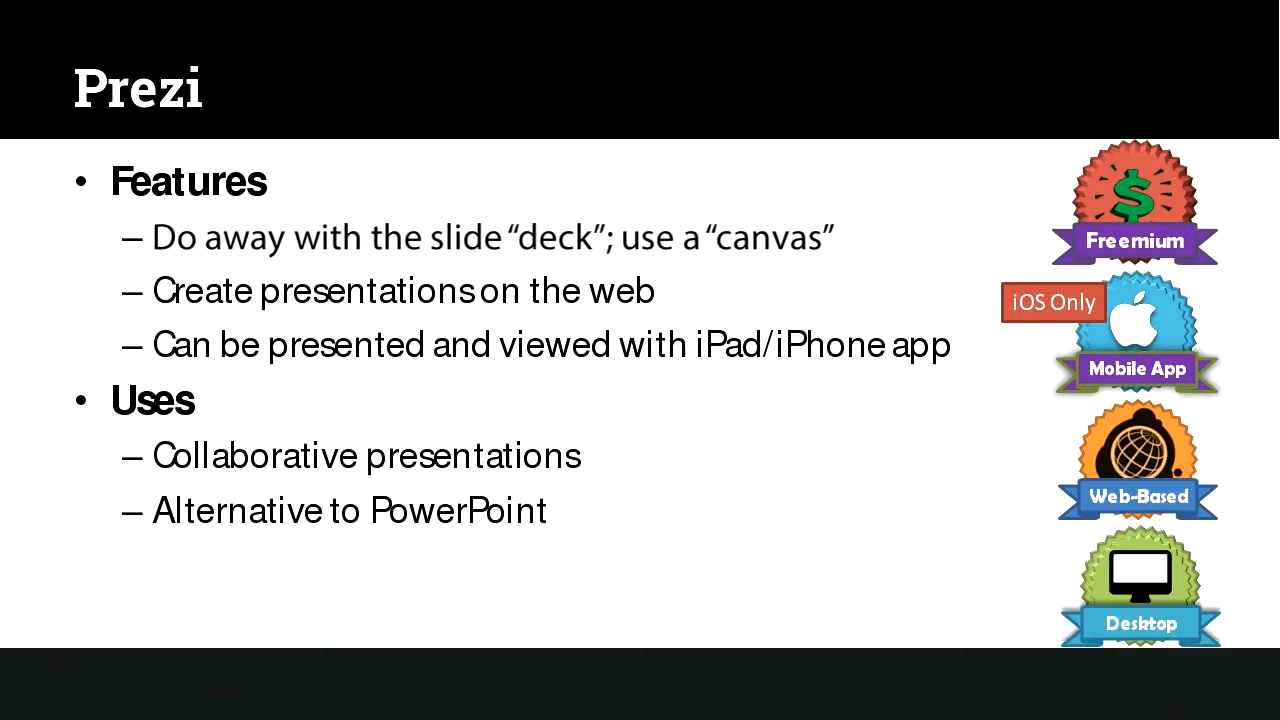 Prezi
• Features
– Do away with the slide “deck”; use a “canvas”
– Create presentations on the web
– Can be presented and viewed with iPad/iPhone app
• Uses
– Collaborative presentations
– Alternative to PowerPoint
$
Freemium
iOS Only
Mobile App
Web-Based
Desktop